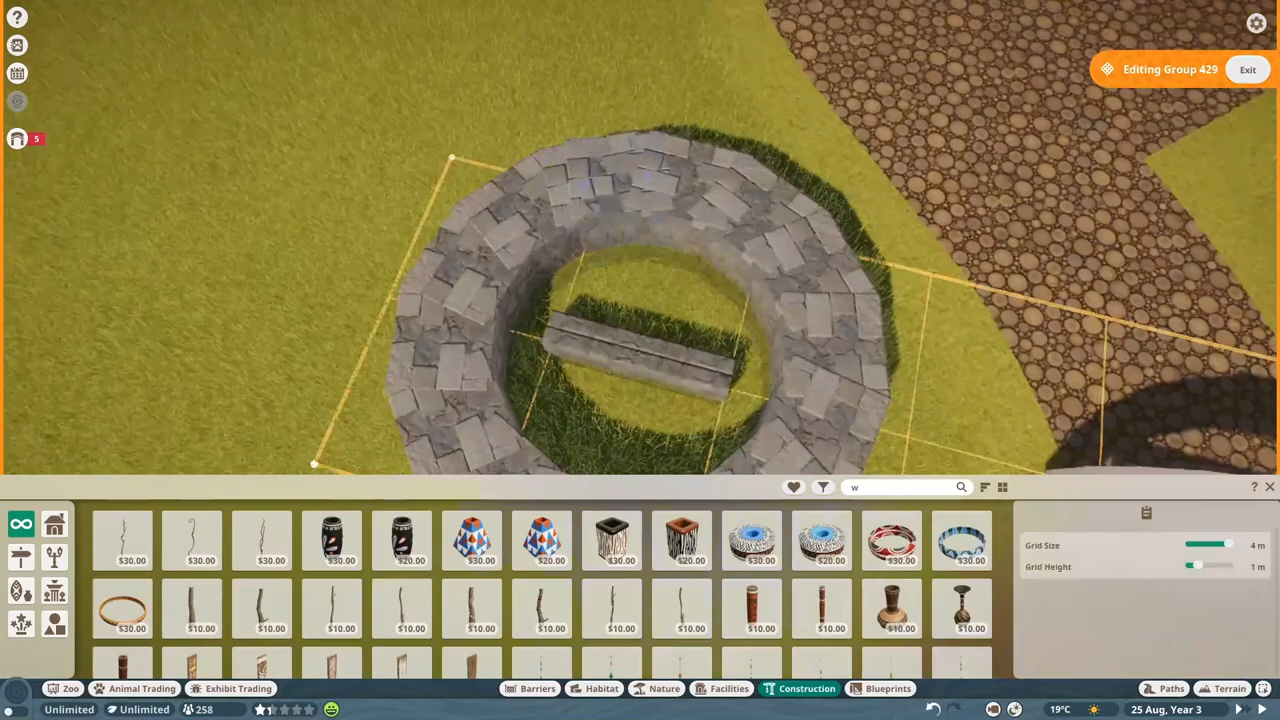 ?
Editing Group 429 Exit
5
w
?
$30.00 $30.00 $30.00 $30.00 $20.00 $30.00 $20.00 $30.00 $20.00 $30.00 $20.00 $30.00 $30.00
Grid Size 4 m
Grid Height 1 m
$30.00 $10.00 $10.00 $10.00 $10.00 $10.00 $10.00 $10.00 $10.00 $10.00 $10.00 $10.00 $10.00
Zoo Animal Trading Exhibit Trading Barriers Habitat Nature Facilities Construction Blueprints Paths Terrain
Unlimited Unlimited 258 19°C 25 Aug, Year 3